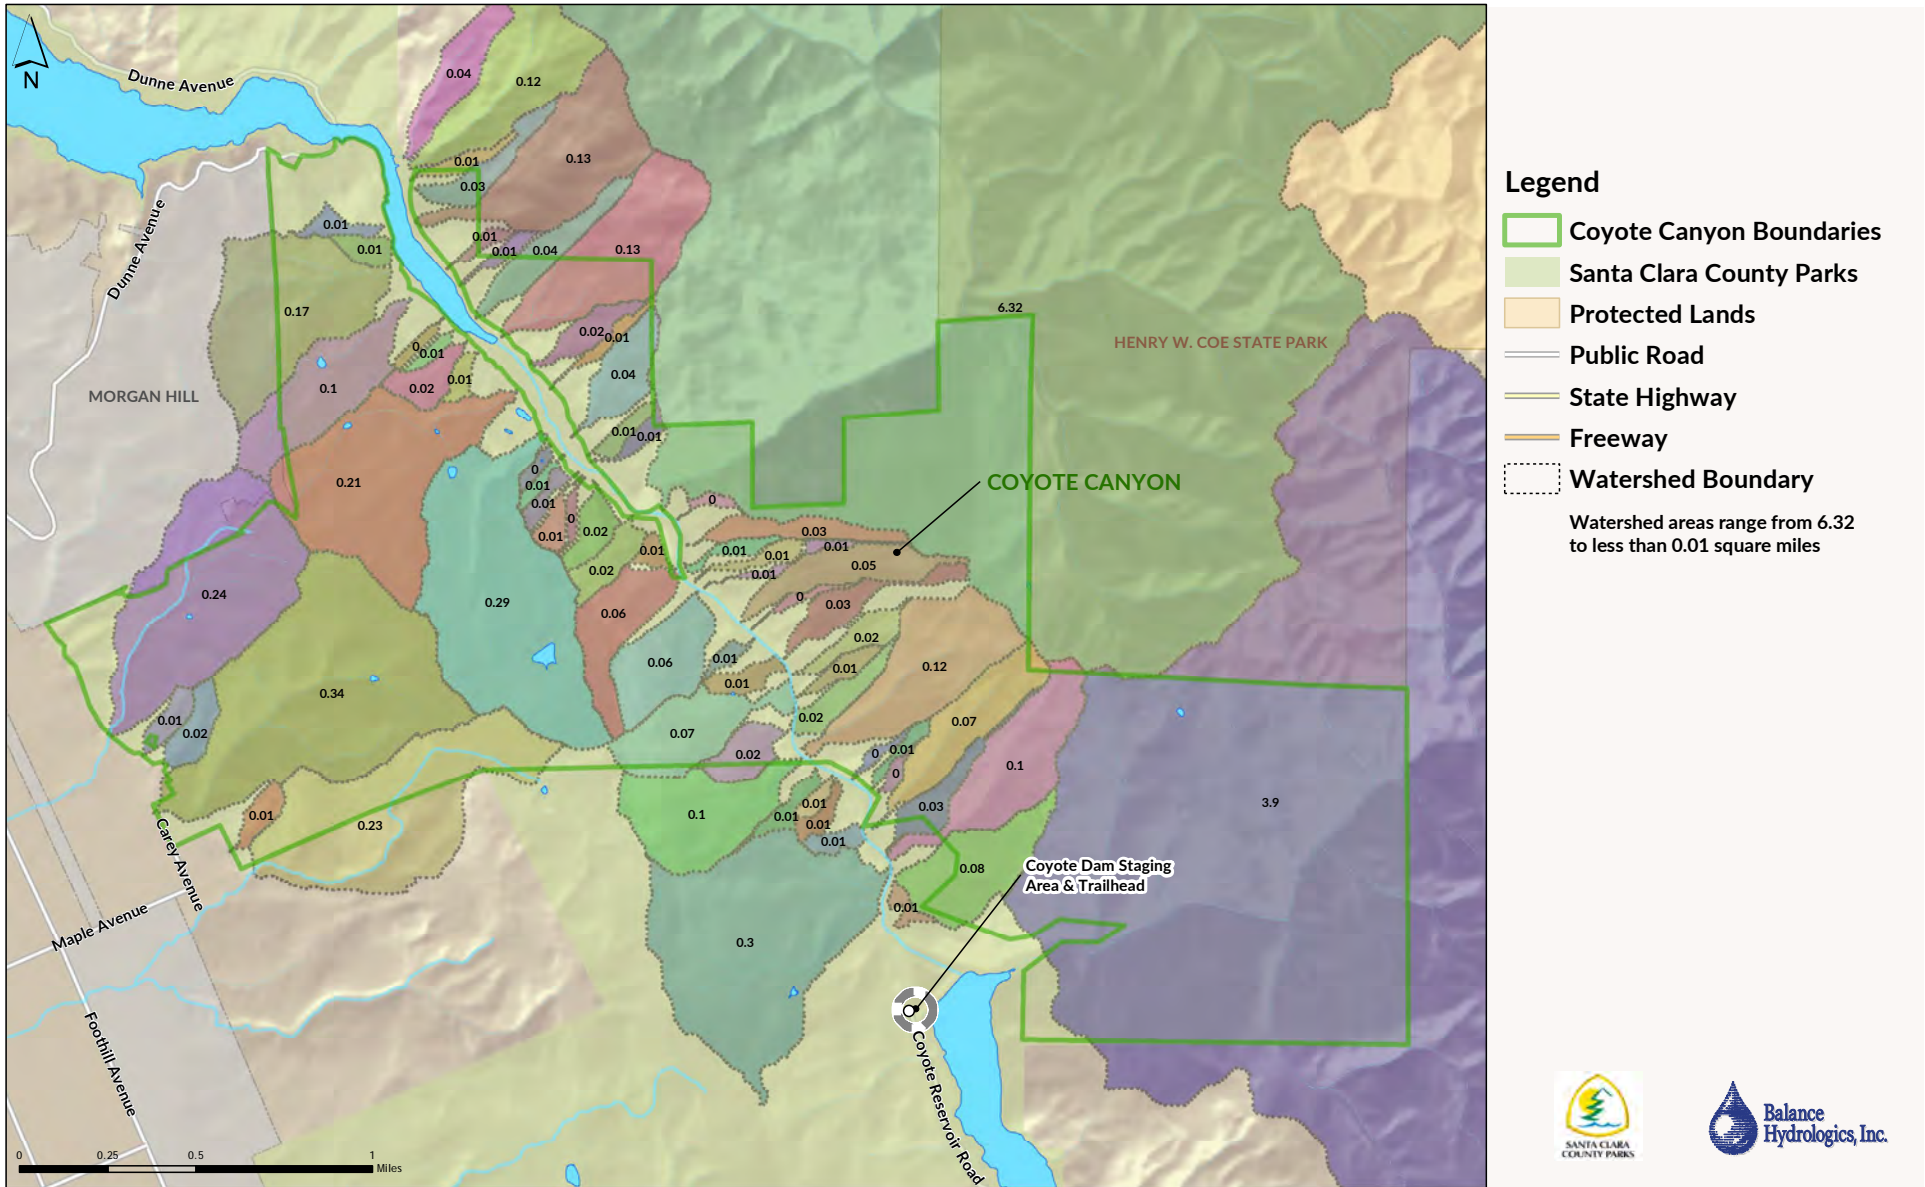 N
Dunne Avenue
0.04
0.12
0.01
0.13
0.03
0.01
0.01
0.01
0.01
0.04
0.13
Dunne Avenue
0.17
0.02
0.01
6.32
HENRY W. COE STATE PARK
0
0.01
0.01
0.02
0.1
0.04
MORGAN HILL
0.01
0.01
0
0.01
0.01
0
0.01
0.02
0.21
COYOTE CANYON
0
0.03
0.01
0.01
0.01
0.01
0.01
0.05
0.02
0.24
0.29
0.06
0
0.03
0.02
0.06
0.01
0.01
0.01
0.12
0.34
0.01
0.02
0.07
0.02
0.02
0.07
0
0.01
0
0.1
3.9
0.01
0.23
0.1
0.01
0.01
0.01
0.01
0.03
0.08
0.01
0.3
Coyote Dam Staging
Area & Trailhead
Carey Avenue
Maple Avenue
Foothill Avenue
Coyote Reservoir Road
0 0.25 0.5 1
Miles
Legend
Coyote Canyon Boundaries
Santa Clara County Parks
Protected Lands
Public Road
State Highway
Freeway
Watershed Boundary
Watershed areas range from 6.32
to less than 0.01 square miles
SANTA CLARA
COUNTY PARKS
Balance
Hydrologics, Inc.